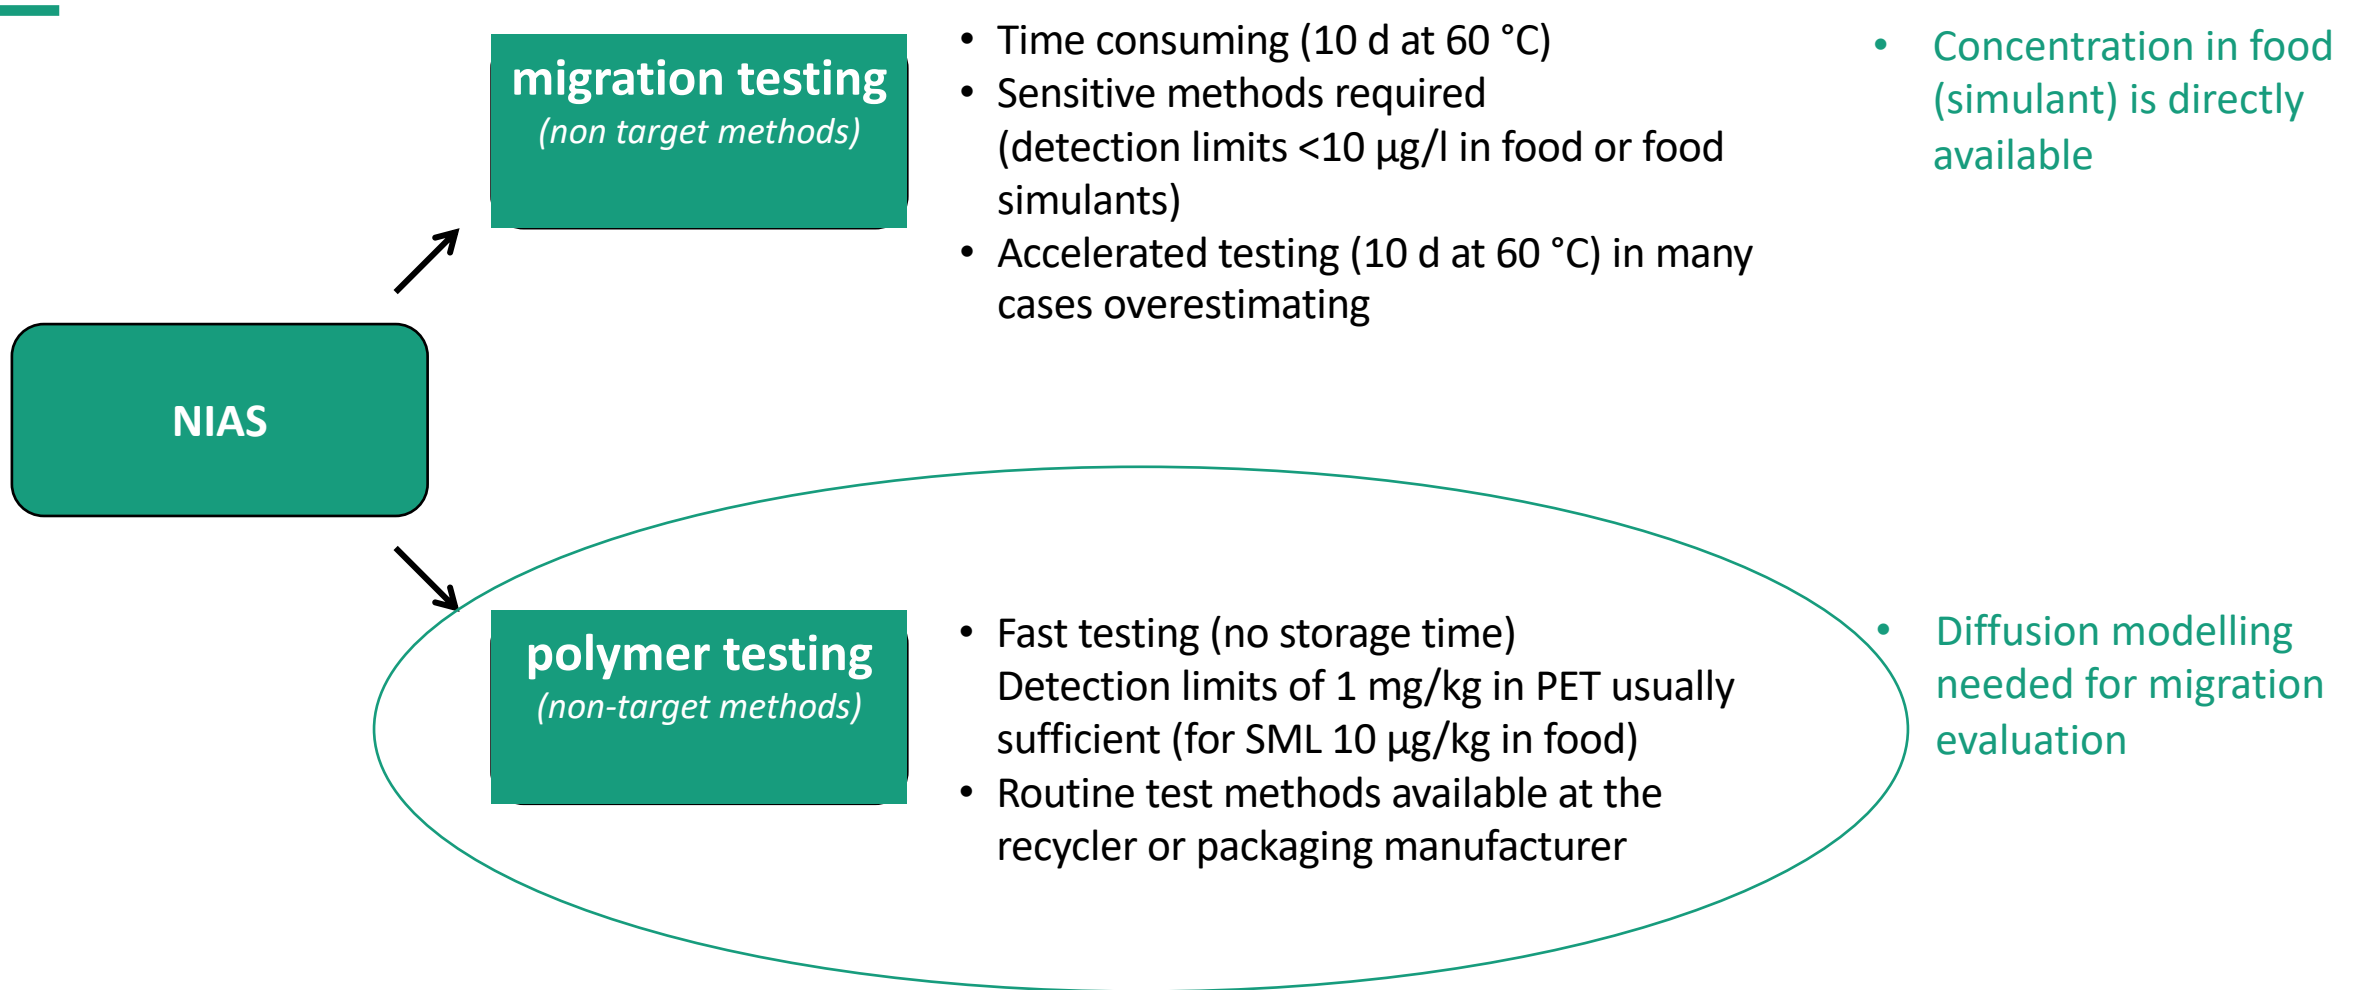 migration testing
(non target methods)
• Time consuming (10 d at 60 °C)
• Sensitive methods required
(detection limits <10 µg/l in food or food
simulants)
• Accelerated testing (10 d at 60 °C) in many
cases overestimating
• Concentration in food
(simulant) is directly
available
NIAS
polymer testing
(non-target methods)
• Fast testing (no storage time)
Detection limits of 1 mg/kg in PET usually
sufficient (for SML 10 µg/kg in food)
• Routine test methods available at the
recycler or packaging manufacturer
• Diffusion modelling
needed for migration
evaluation